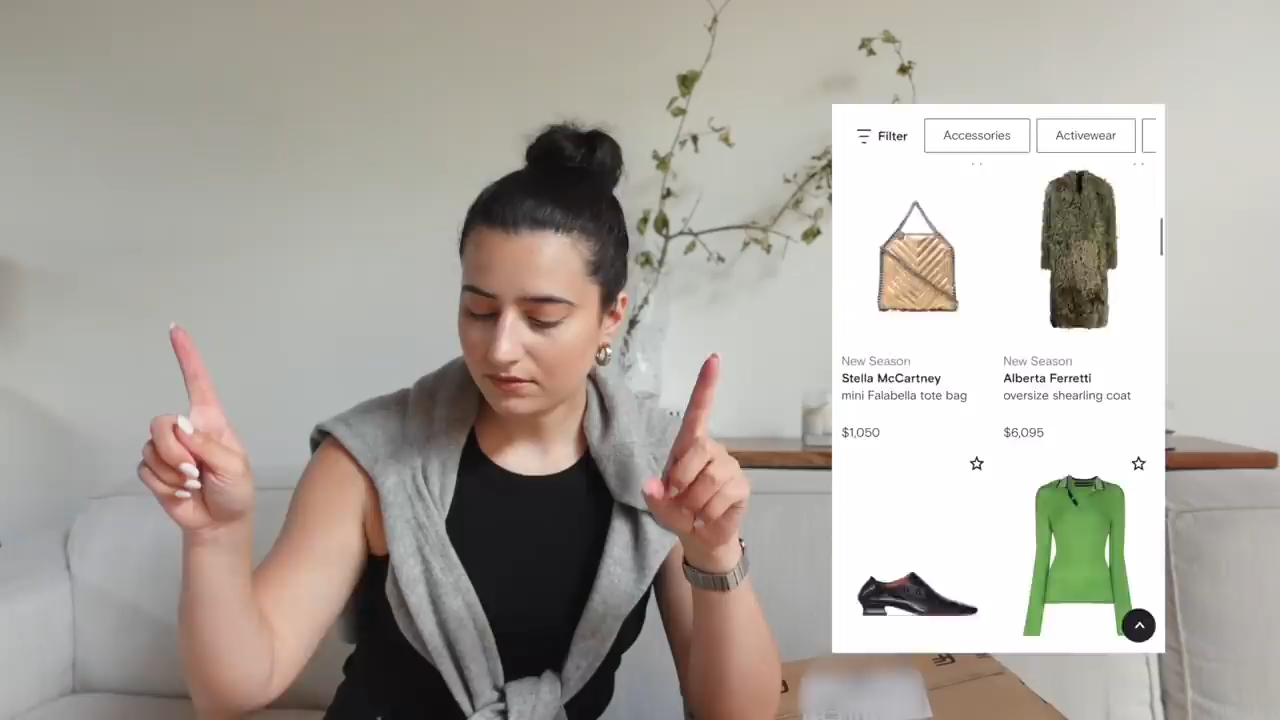 Filter
Accessories
Activewear
New Season
Stella McCartney
mini Falabella tote bag
$1,050
New Season
Alberta Ferretti
oversize shearling coat
$6,095